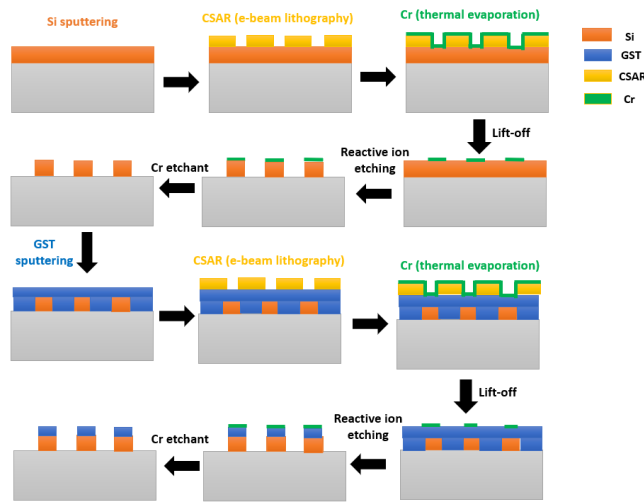 Si sputtering
CSAR (e-beam lithography)
Cr (thermal evaporation)
Si
GST
CSAR
Cr
Lift-off
Reactive ion
etching
Cr etchant
GST
sputtering
CSAR (e-beam lithography)
Cr (thermal evaporation)
Lift-off
Reactive ion
etching
Cr etchant